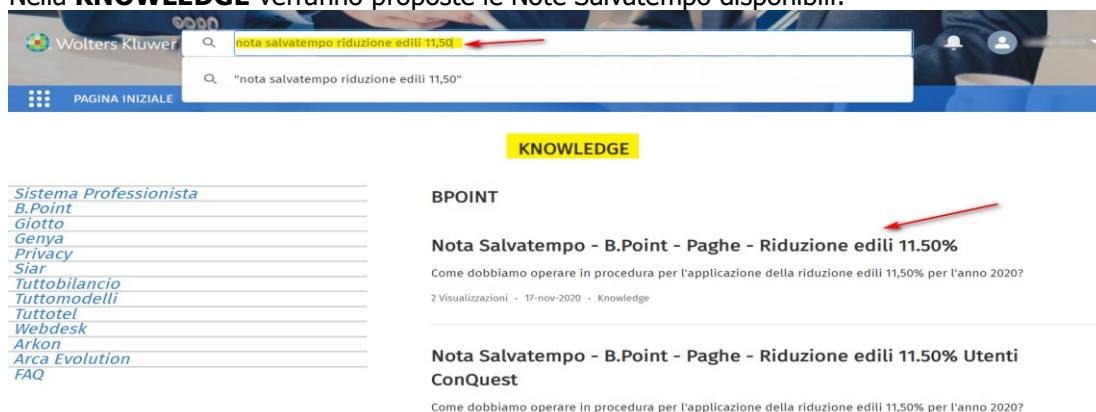 Nella KNOWLEDGE verranno proposte le Note Salvatempo disponibili:
Wolters Kluwer
nota salvatempo riduzione edili 11,50
"nota salvatempo riduzione edili 11,50"
PAGINA INIZIALE
KNOWLEDGE
Sistema Professionista
B.Point
Giotto
Genya
Privacy
Siar
Tuttobilancio
Tuttomodelli
Tuttotel
Webdesk
Arkon
Arca Evolution
FAQ
BPOINT
Nota Salvatempo - B.Point - Paghe - Riduzione edili 11.50%
Come dobbiamo operare in procedura per l'applicazione della riduzione edili 11,50% per l'anno 2020?
2 Visualizzazioni • 17-nov-2020 • Knowledge
Nota Salvatempo - B.Point - Paghe - Riduzione edili 11.50% Utenti
ConQuest
Come dobbiamo operare in procedura per l'applicazione della riduzione edili 11,50% per l'anno 2020?